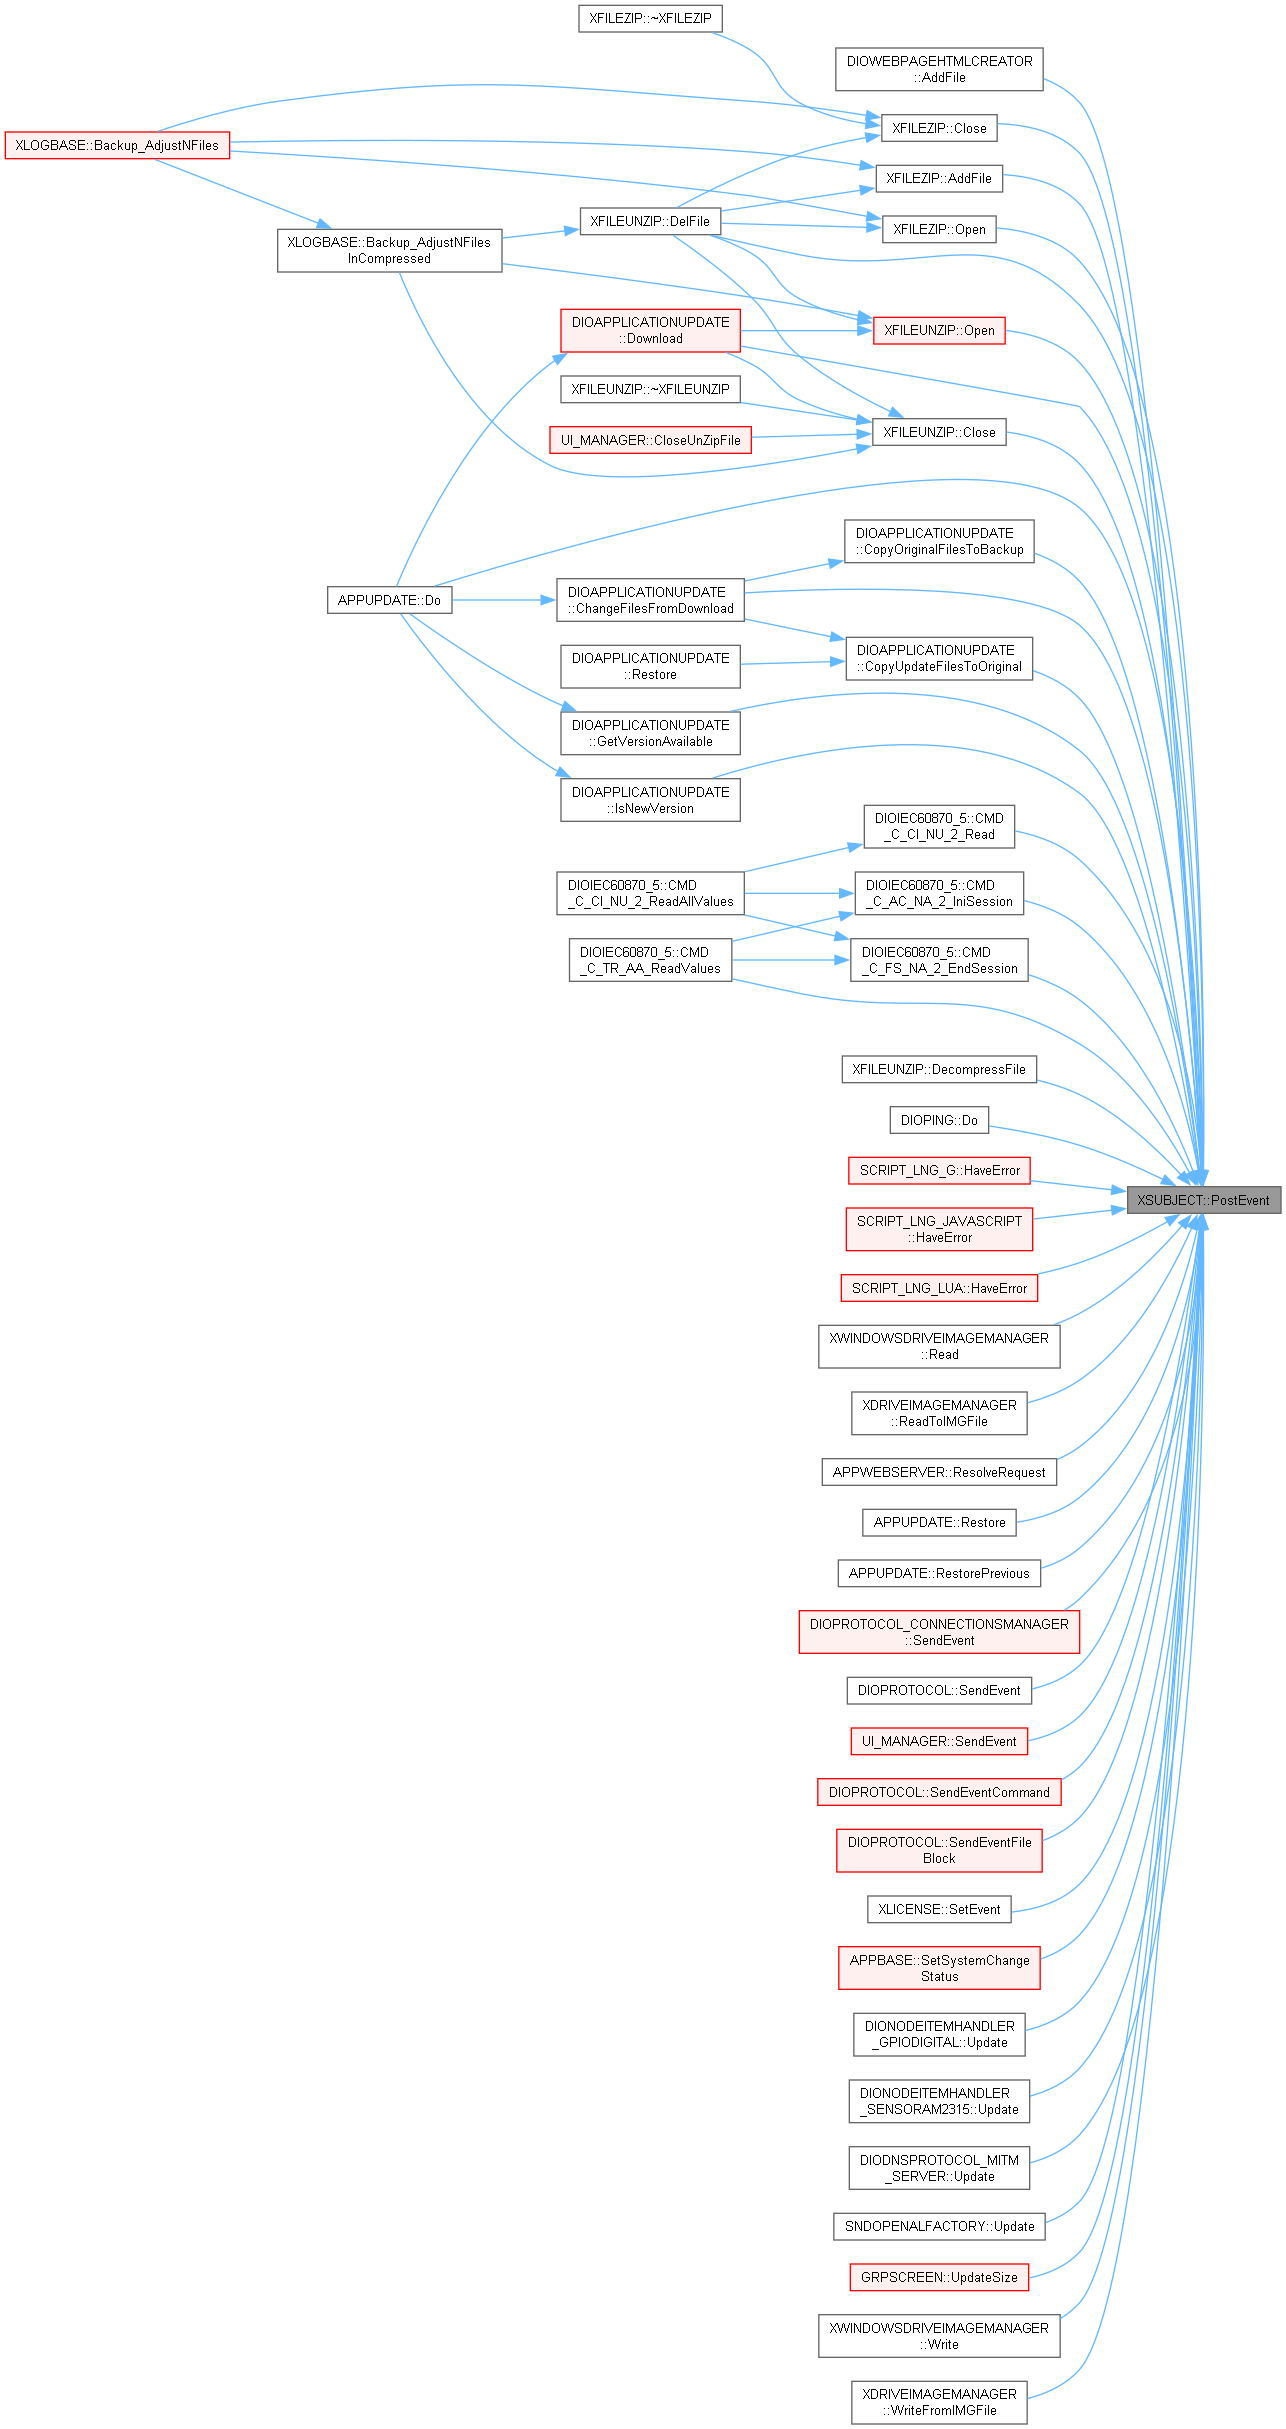 XFILEZIP::~XFILEZIP
DIOWEBPAGEHTMLCREATOR
::AddFile
XFILEZIP::Close
XLOGBASE::Backup_AdjustNFiles
XFILEZIP::AddFile
XFILEUNZIP::DelFile
XFILEZIP::Open
XLOGBASE::Backup_AdjustNFiles
InCompressed
DIOAPPLICATIONUPDATE
::Download
XFILEUNZIP::Open
XFILEUNZIP::~XFILEUNZIP
UI_MANAGER::CloseUnZipFile
XFILEUNZIP::Close
DIOAPPLICATIONUPDATE
::CopyOriginalFilesToBackup
APPUPDATE::Do
DIOAPPLICATIONUPDATE
::ChangeFilesFromDownload
DIOAPPLICATIONUPDATE
::CopyUpdateFilesToOriginal
DIOAPPLICATIONUPDATE
::Restore
DIOAPPLICATIONUPDATE
::GetVersionAvailable
DIOAPPLICATIONUPDATE
::IsNewVersion
DIOIEC60870_5::CMD
_C_CI_NU_2_Read
DIOIEC60870_5::CMD
_C_CI_NU_2_ReadAllValues
DIOIEC60870_5::CMD
_C_AC_NA_2_IniSession
DIOIEC60870_5::CMD
_C_TR_AA_ReadValues
DIOIEC60870_5::CMD
_C_FS_NA_2_EndSession
XFILEUNZIP::DecompressFile
DIOPING::Do
SCRIPT_LNG_G::HaveError
XSUBJECT::PostEvent
SCRIPT_LNG_JAVASCRIPT
::HaveError
SCRIPT_LNG_LUA::HaveError
XWINDOWSDRIVEIMAGEMANAGER
::Read
XDRIVEIMAGEMANAGER
::ReadToIMGFile
APPWEBSERVER::ResolveRequest
APPUPDATE::Restore
APPUPDATE::RestorePrevious
DIOPROTOCOL_CONNECTIONSMANAGER
::SendEvent
DIOPROTOCOL::SendEvent
UI_MANAGER::SendEvent
DIOPROTOCOL::SendEventCommand
DIOPROTOCOL::SendEventFile
Block
XLICENSE::SetEvent
APPBASE::SetSystemChange
Status
DIONODEITEMHANDLER
_GPIODIGITAL::Update
DIONODEITEMHANDLER
_SENSORAM2315::Update
DIODNSPROTOCOL_MITM
_SERVER::Update
SNDOPENALFACTORY::Update
GRPSCREEN::UpdateSize
XWINDOWSDRIVEIMAGEMANAGER
::Write
XDRIVEIMAGEMANAGER
::WriteFromIMGFile